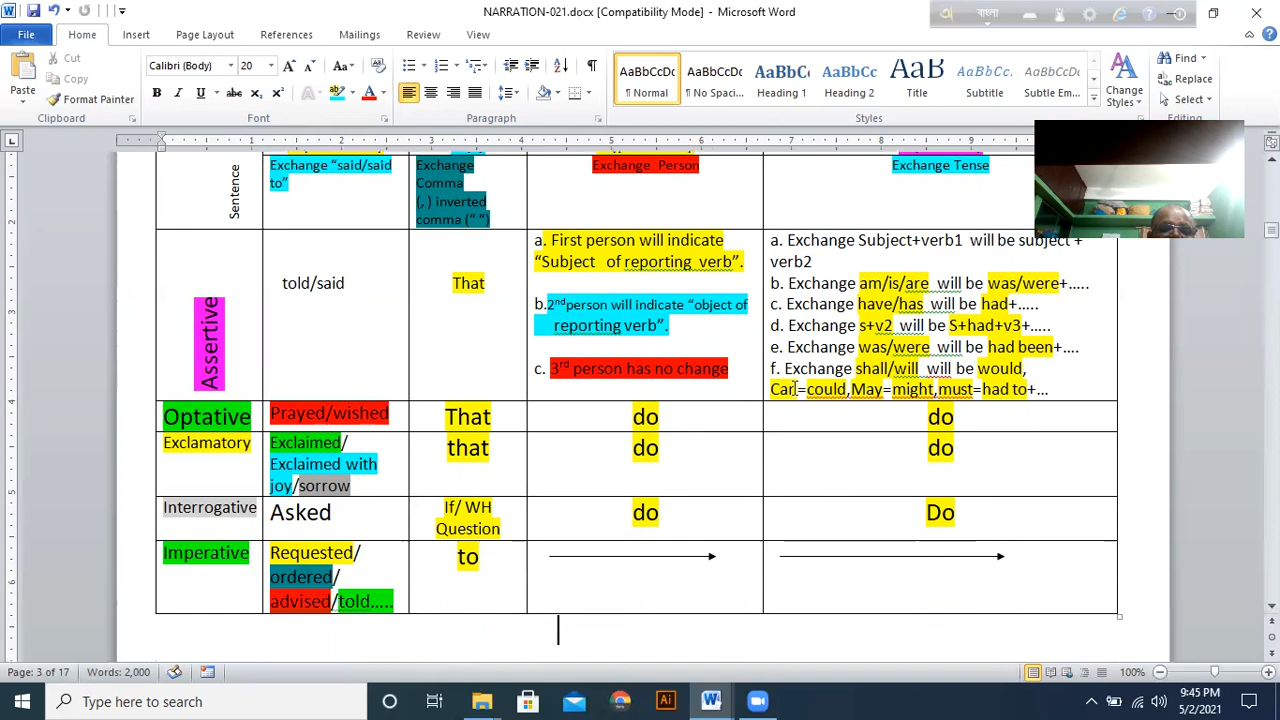 NARRATION-021.docx [Compatibility Mode] - Microsoft Word
বাংলা
File Home Insert Page Layout References Mailings Review View
Paste
Cut
Copy
Format Painter
Clipboard
Calibri (Body) 20
Font
Paragraph
AaBbCcDc AaBbCcDc AaBbC AaBbCc AaB AaBbCc. AaBbCcDc
¶ Normal ¶ No Spaci... Heading 1 Heading 2 Title Subtitle Subtle Em...
Change Styles
Styles
Find
Replace
Select
Editing
Sentence
Exchange “said/said
to”
Exchange
Comma
(, ) inverted
comma (“ “)
Exchange Person
Exchange Tense
Assertive
told/said
That
a. First person will indicate
“Subject of reporting verb”.
b.2nd person will indicate “object of
reporting verb”.
c. 3rd person has no change
a. Exchange Subject+verb1 will be subject +
verb2
b. Exchange am/is/are will be was/were+.....
c. Exchange have/has will be had+.....
d. Exchange s+v2 will be S+had+v3+.....
e. Exchange was/were will be had been+....
f. Exchange shall/will will be would,
Can=could,May=might,must=had to+...
Optative Prayed/wished That do do
Exclamatory Exclaimed/ that do do
Exclaimed with
joy/sorrow
Interrogative Asked If/ WH do Do
Question
Imperative Requested/ to
ordered/
advised/told.....
Page: 3 of 17 Words: 2,000 100%
Type here to search
9:45 PM
5/2/2021